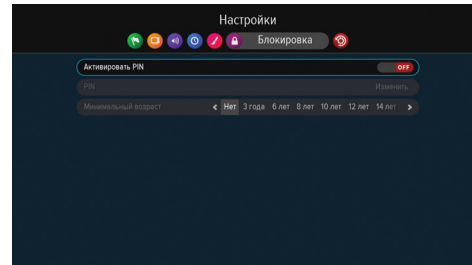 Настройки
Блокировка
Активировать PIN OFF
PIN Изменить
Минимальный возраст Нет 3 года 6 лет 8 лет 10 лет 12 лет 14 лет